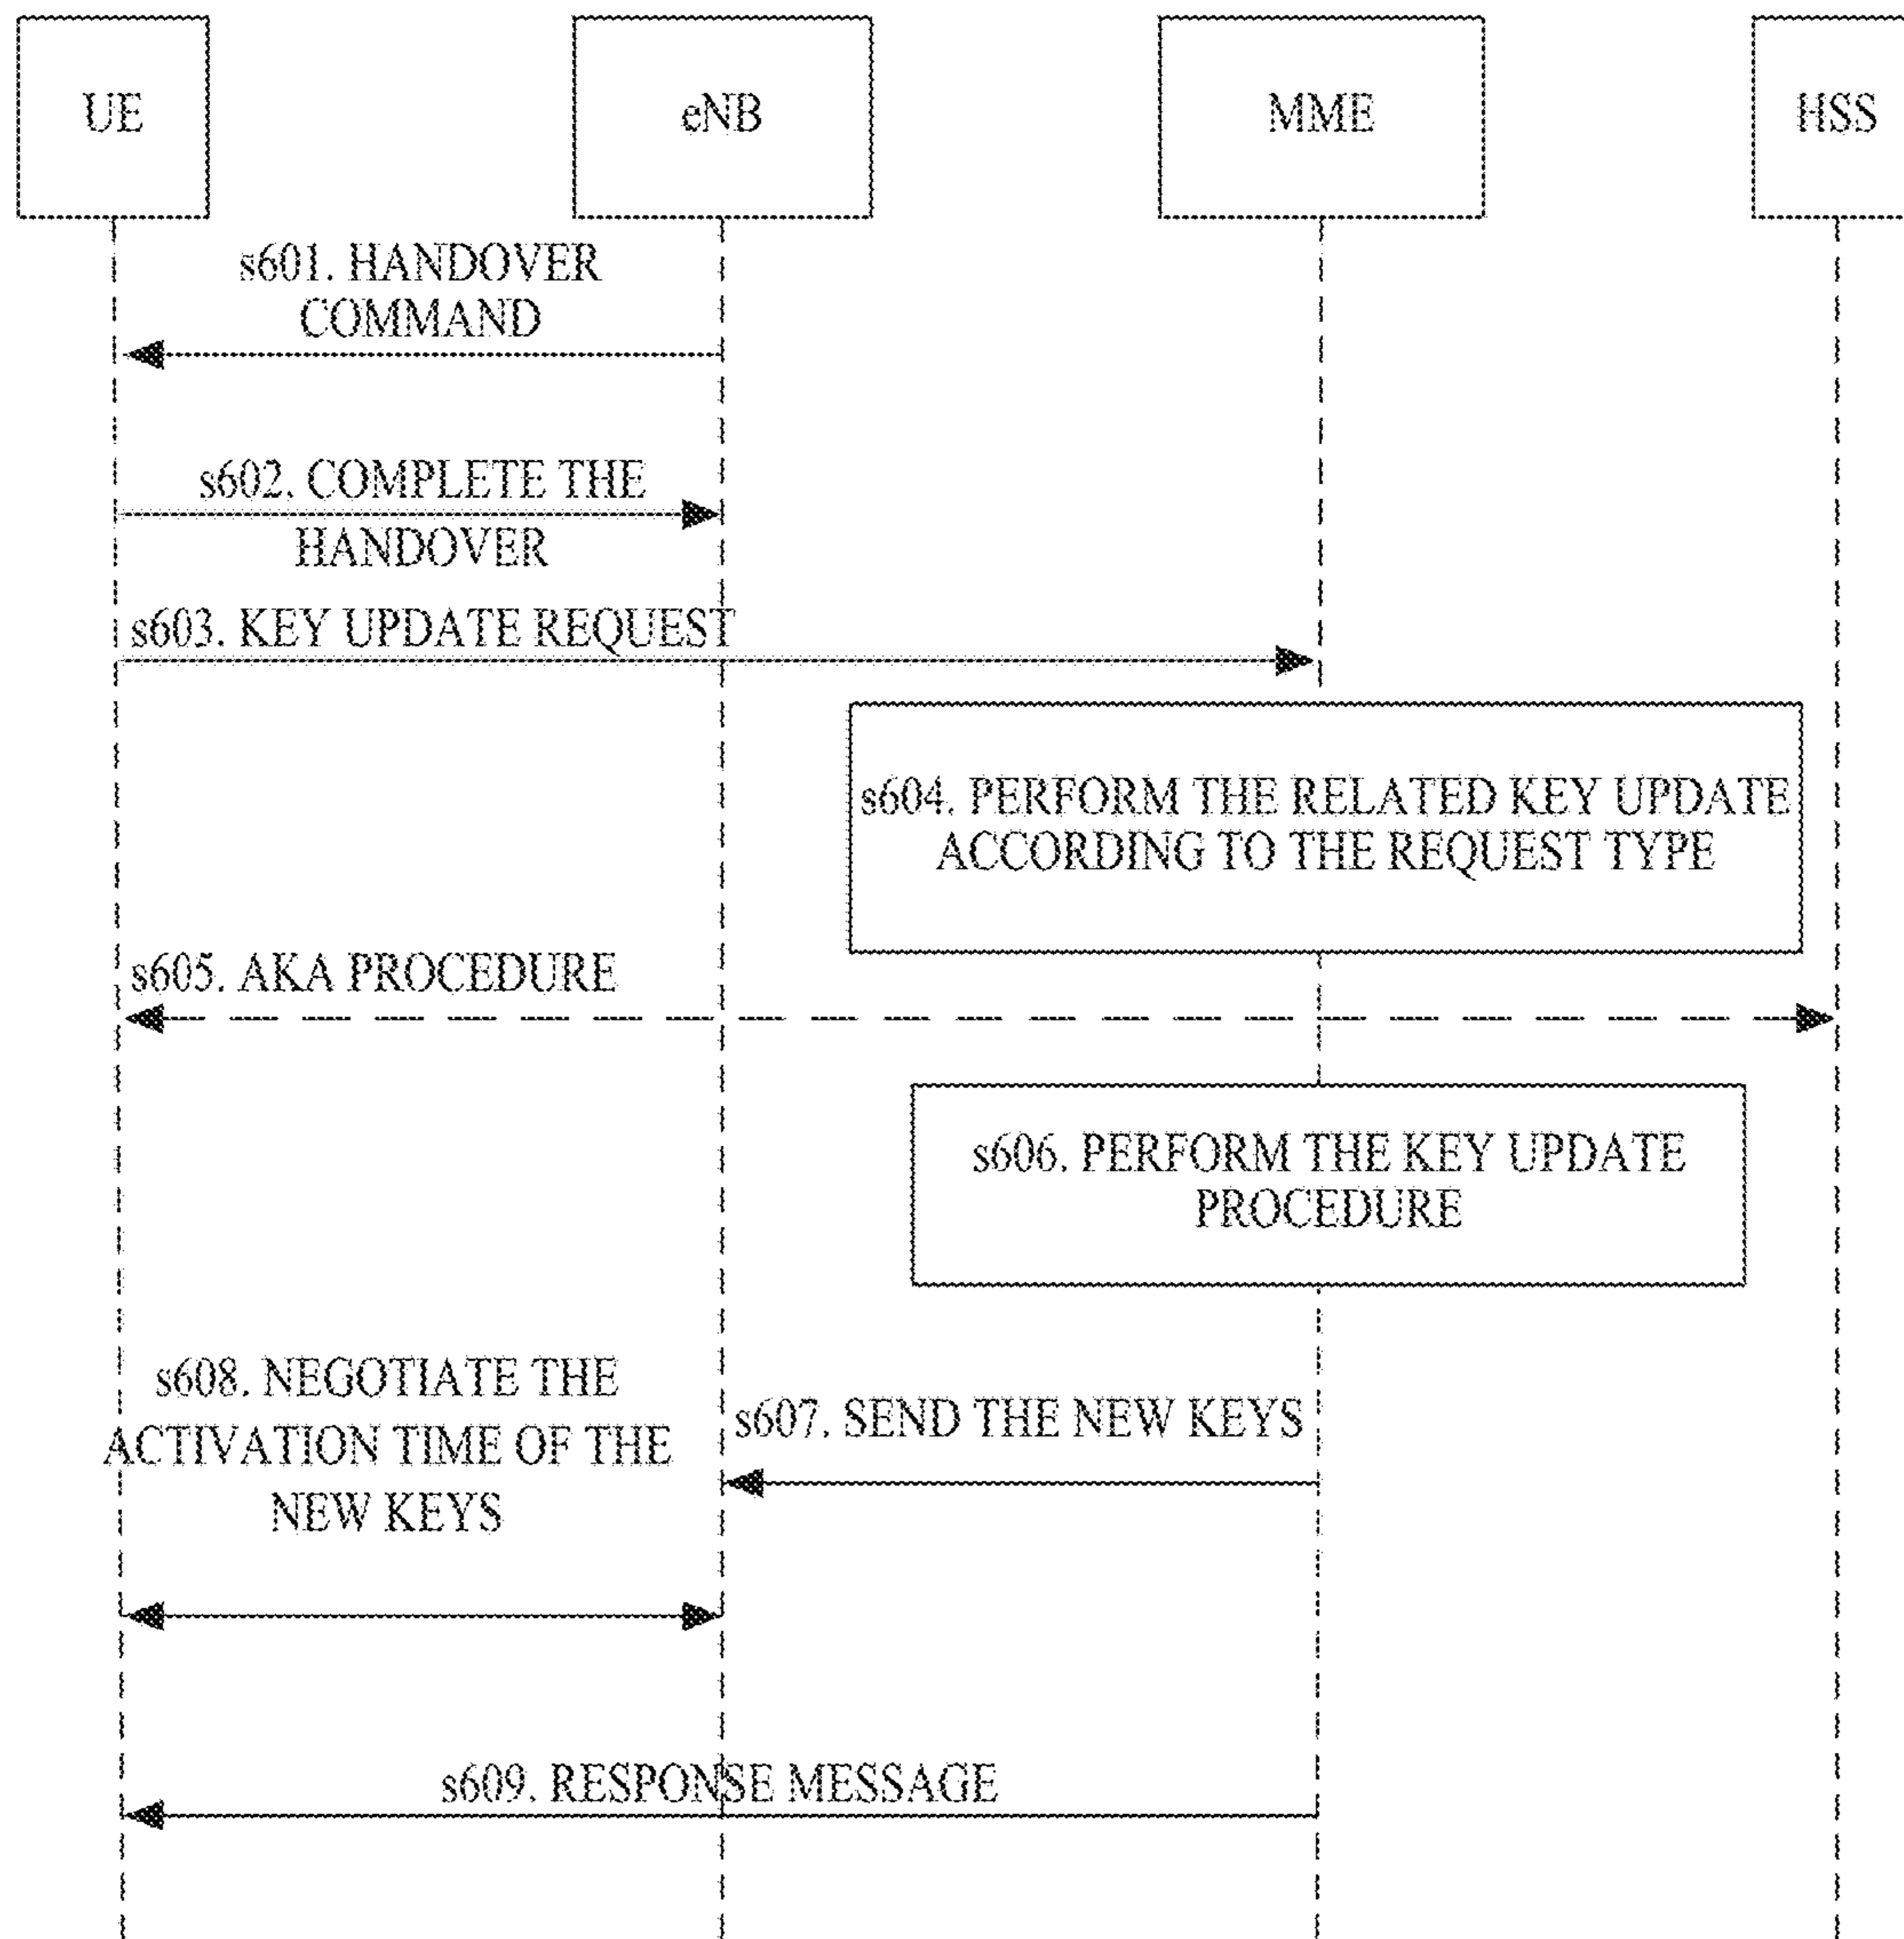 UE
eNB
MME
HSS
s601. HANDOVER
COMMAND
s602. COMPLETE THE
HANDOVER
s603. KEY UPDATE REQUEST
s604. PERFORM THE RELATED KEY UPDATE
ACCORDING TO THE REQUEST TYPE
s605. AKA PROCEDURE
s606. PERFORM THE KEY UPDATE
PROCEDURE
s608. NEGOTIATE THE
ACTIVATION TIME OF THE
NEW KEYS
s607. SEND THE NEW KEYS
s609. RESPONSE MESSAGE